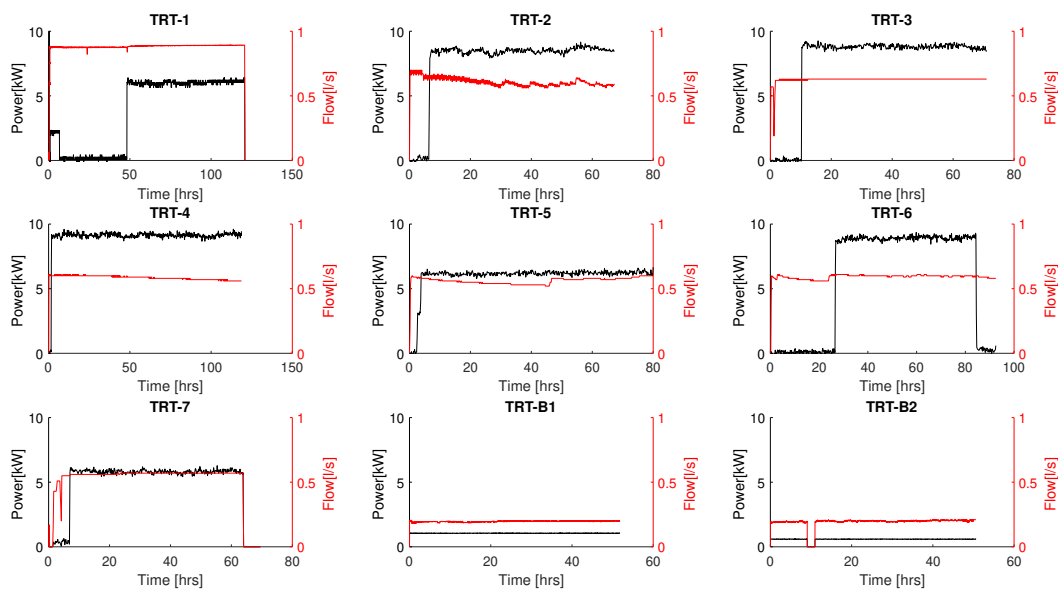 TRT-1
10
5
0
Power[kW]
1
0.5
0
Flow[l/s]
0 50 100 150
Time [hrs]
TRT-2
10
5
0
Power[kW]
1
0.5
0
Flow[l/s]
0 20 40 60 80
Time [hrs]
TRT-3
10
5
0
Power[kW]
1
0.5
0
Flow[l/s]
0 20 40 60 80
Time [hrs]
TRT-4
10
5
0
Power[kW]
1
0.5
0
Flow[l/s]
0 50 100 150
Time [hrs]
TRT-5
10
5
0
Power[kW]
1
0.5
0
Flow[l/s]
0 20 40 60 80
Time [hrs]
TRT-6
10
5
0
Power[kW]
1
0.5
0
Flow[l/s]
0 20 40 60 80 100
Time [hrs]
TRT-7
10
5
0
Power[kW]
1
0.5
0
Flow[l/s]
0 20 40 60 80
Time [hrs]
TRT-B1
10
5
0
Power[kW]
1
0.5
0
Flow[l/s]
0 20 40 60
Time [hrs]
TRT-B2
10
5
0
Power[kW]
1
0.5
0
Flow[l/s]
0 20 40 60
Time [hrs]